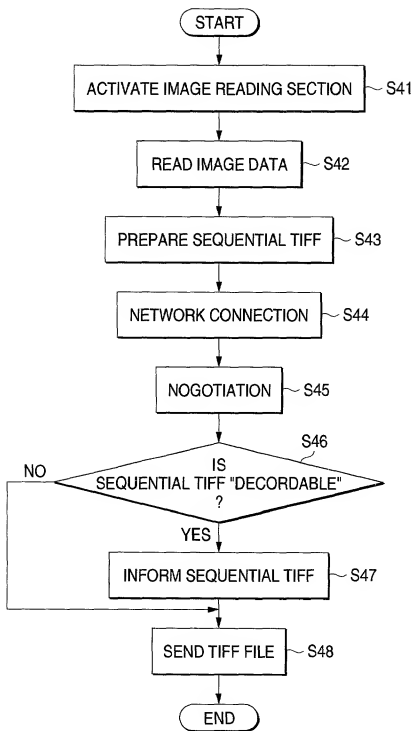 START
ACTIVATE IMAGE READING SECTION
S41
READ IMAGE DATA
S42
PREPARE SEQUENTIAL TIFF
S43
NETWORK CONNECTION
S44
NOGOTIATION
S45
S46
NO
IS
SEQUENTIAL TIFF "DECORDABLE"
?
YES
INFORM SEQUENTIAL TIFF
S47
SEND TIFF FILE
S48
END